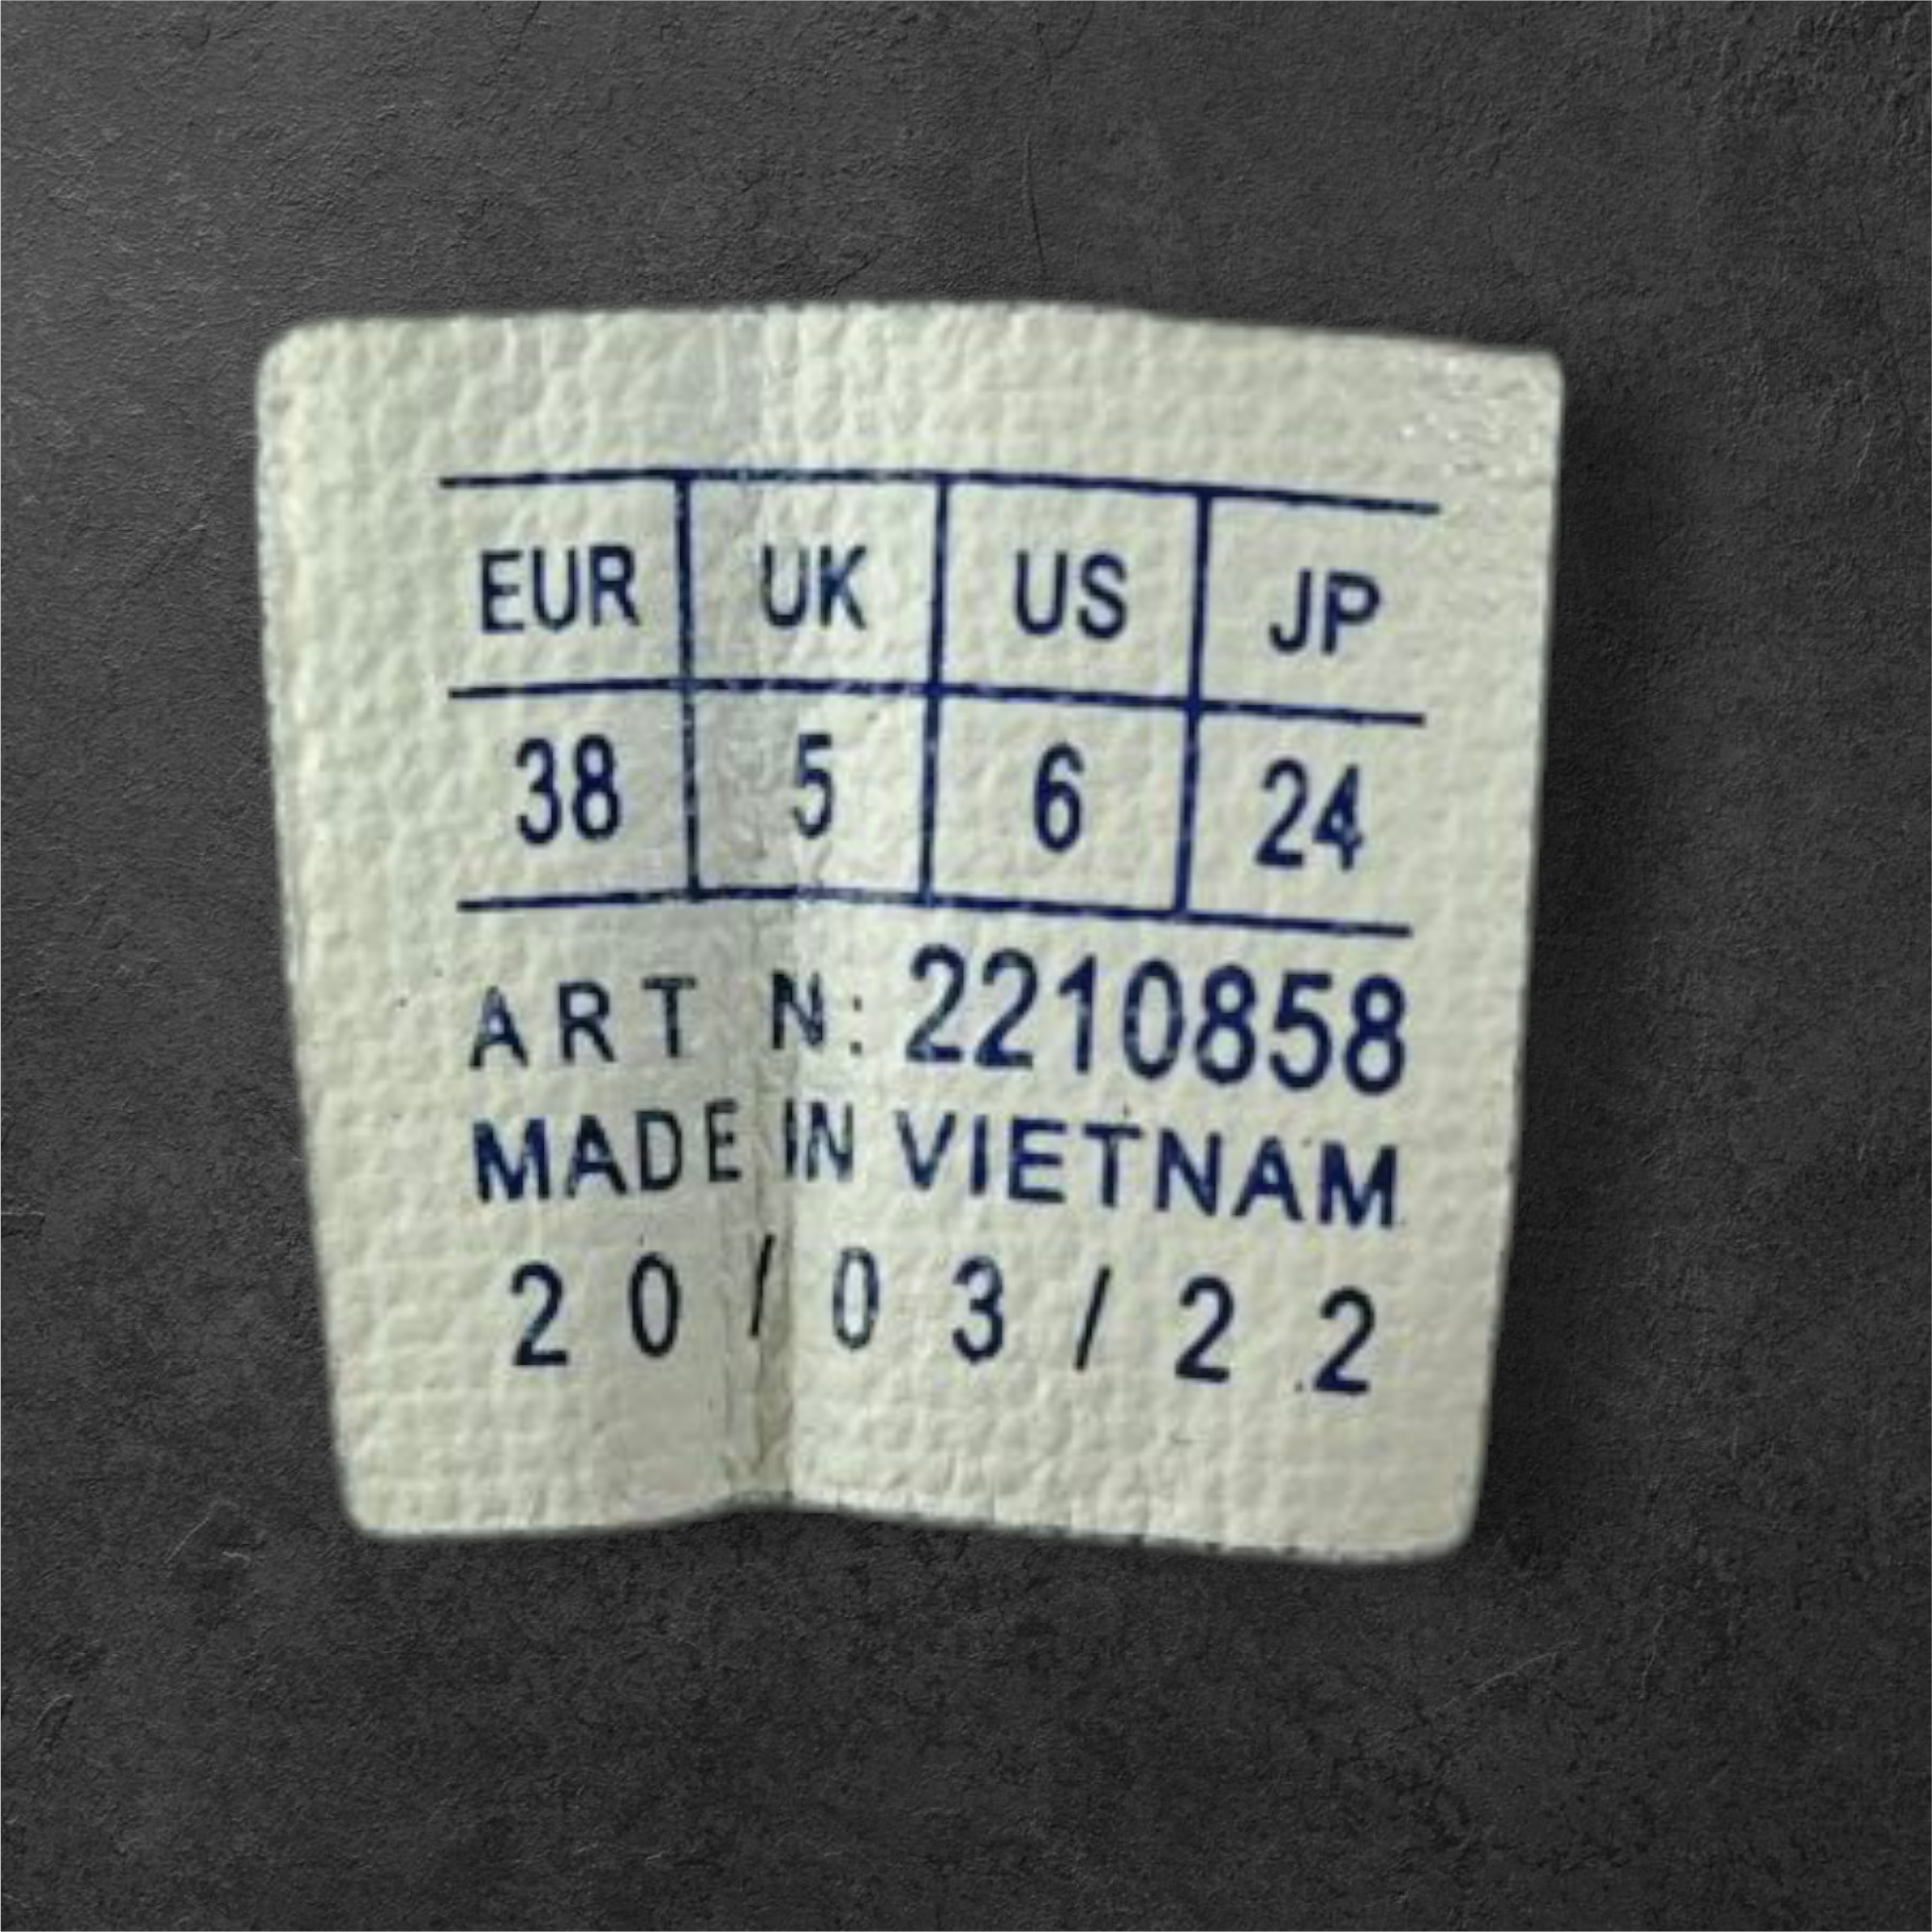 EUR UK US JP
38 5 6 24
ART N: 2210858
MADE IN VIETNAM
20/03/22